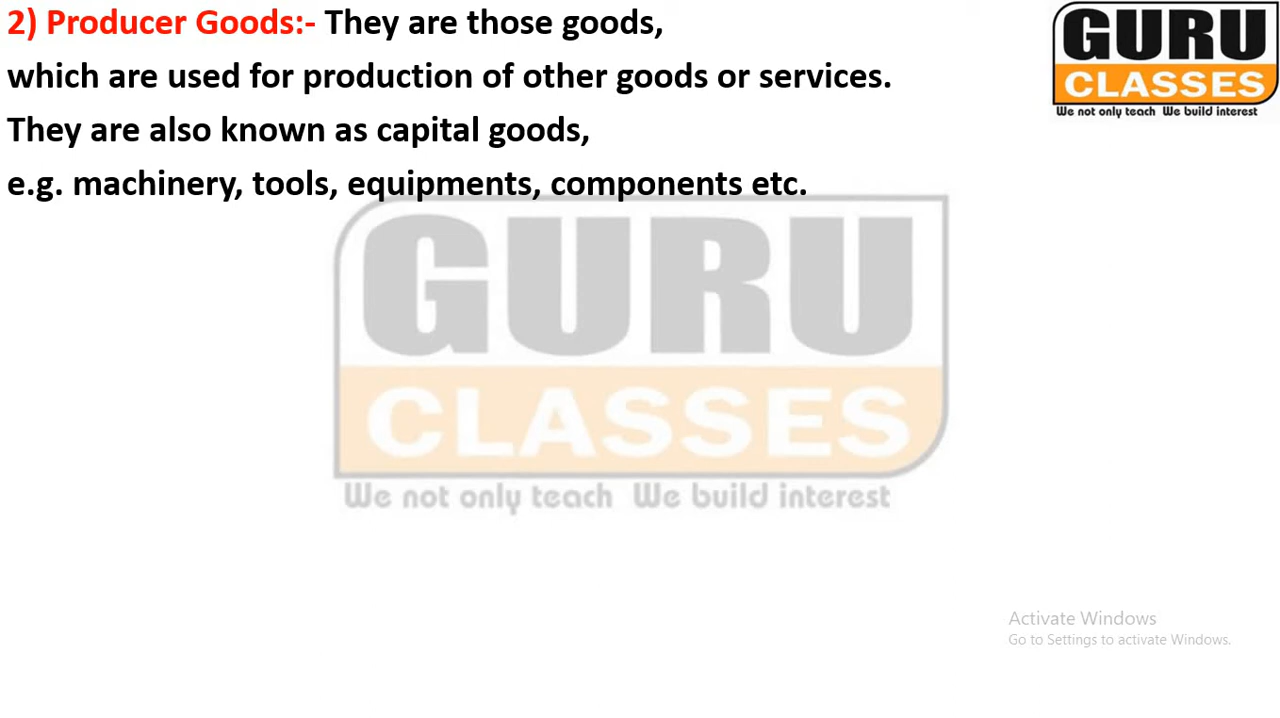 2) Producer Goods:- They are those goods,
which are used for production of other goods or services.
They are also known as capital goods,
e.g. machinery, tools, equipments, components etc.
GURU
CLASSES
We not only teach We build interest
GURU
CLASSES
We not only teach We build interest
Activate Windows
Go to Settings to activate Windows.